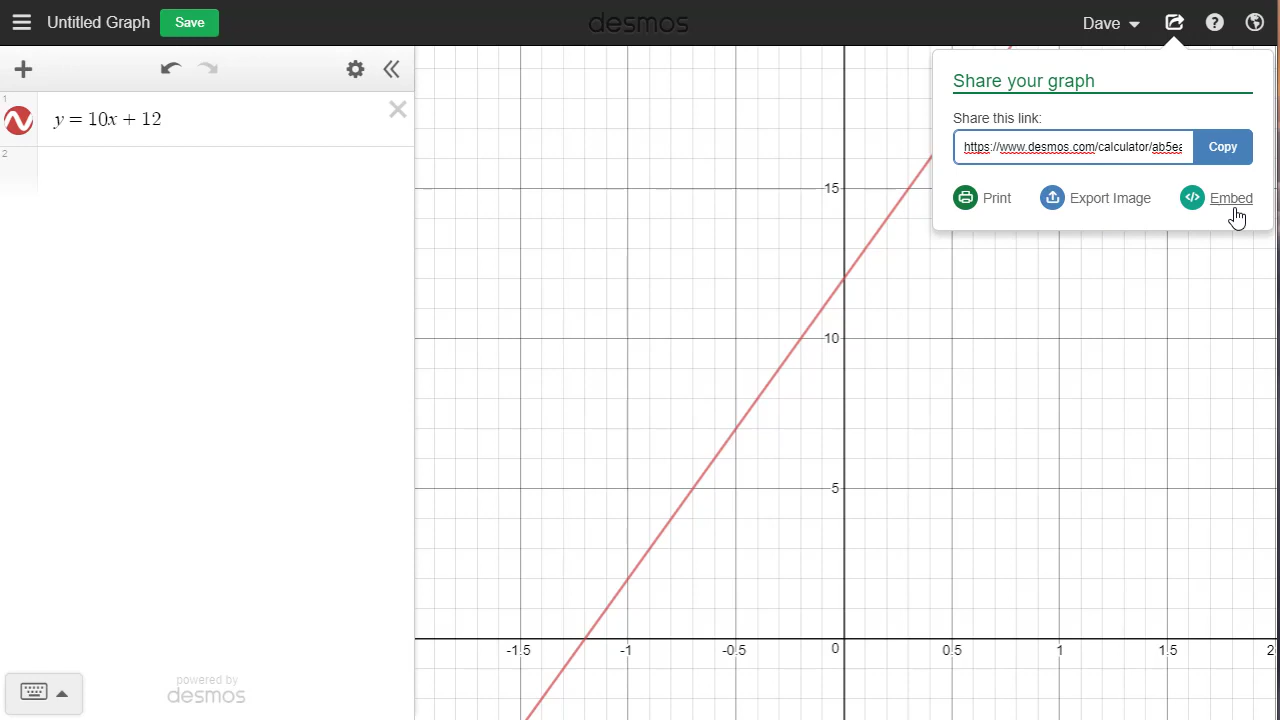 Untitled Graph Save desmos Dave
Share your graph
Share this link:
https://www.desmos.com/calculator/ab5ea Copy
Print Export Image Embed
1
y = 10x + 12
2
15
10
5
-1.5 -1 -0.5 0 0.5 1 1.5 2
powered by
desmos